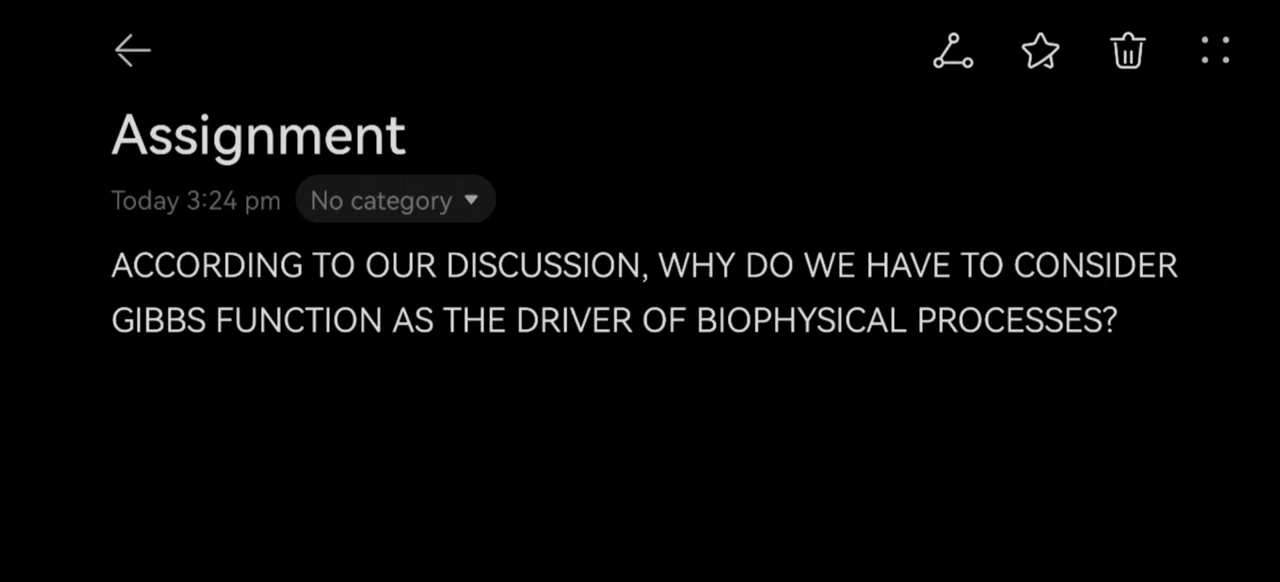 Assignment
Today 3:24 pm No category
ACCORDING TO OUR DISCUSSION, WHY DO WE HAVE TO CONSIDER
GIBBS FUNCTION AS THE DRIVER OF BIOPHYSICAL PROCESSES?